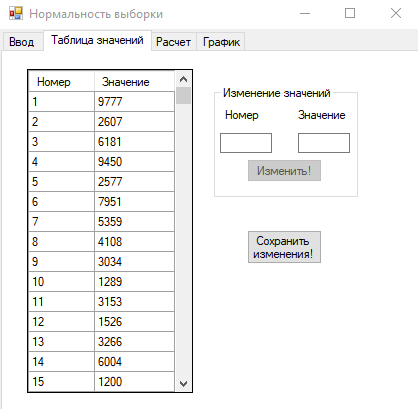 Нормальность выборки
Ввод Таблица значений Расчет График
Номер Значение
1 9777
2 2607
3 6181
4 9450
5 2577
6 7951
7 5359
8 4108
9 3034
10 1289
11 3153
12 1526
13 3266
14 6004
15 1200
Изменение значений
Номер Значение
Изменить!
Сохранить
изменения!